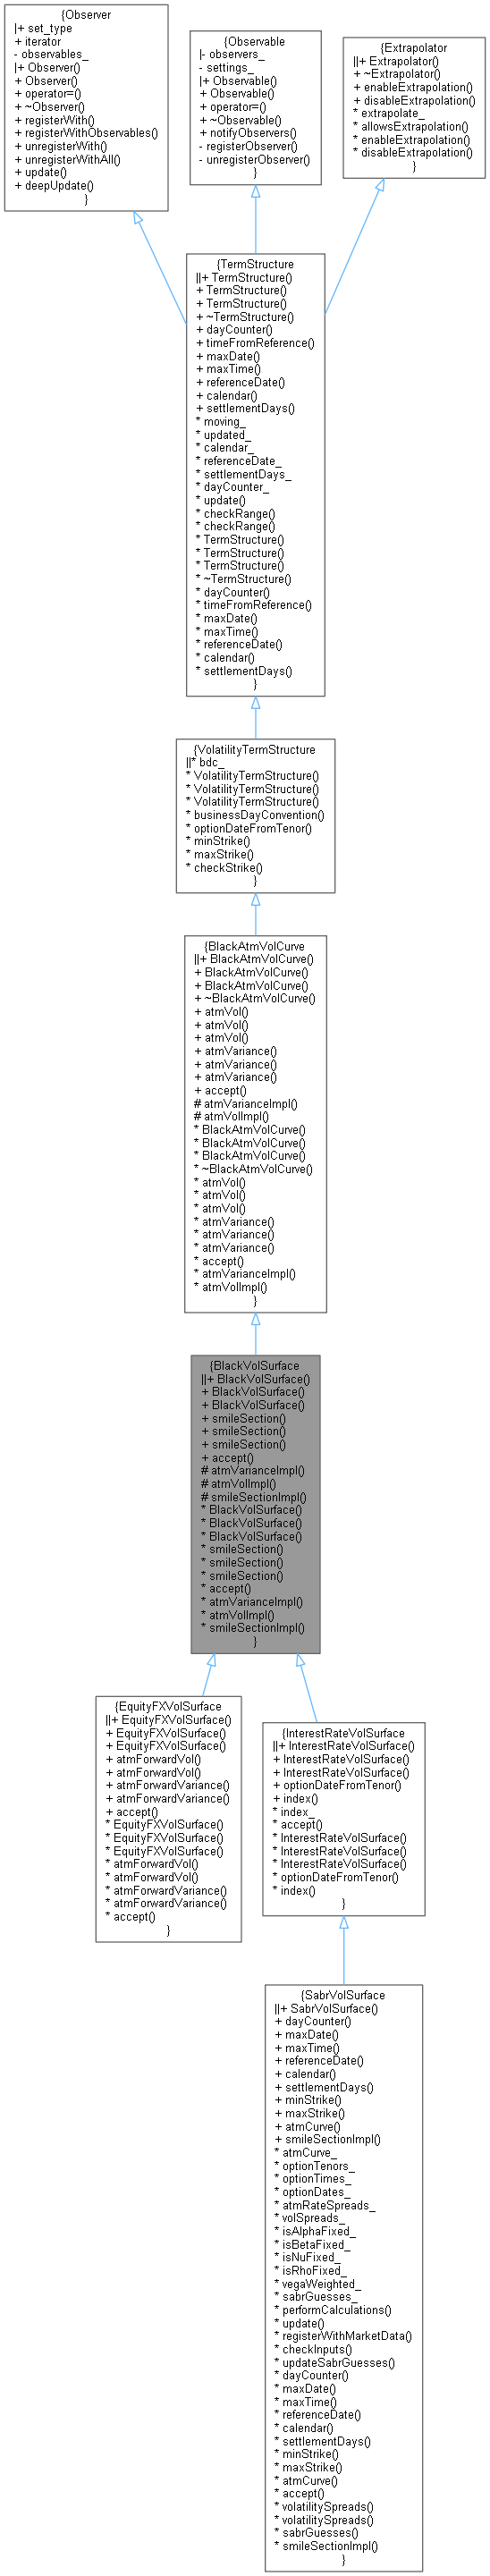 {Observer
||+ set_type
+ iterator
- observables_
||+ Observer()
+ Observer()
+ operator=()
+ ~Observer()
+ registerWith()
+ registerWithObservables()
+ unregisterWith()
+ unregisterWithAll()
+ update()
+ deepUpdate()
}
{Observable
||- observers_
- settings_
||+ Observable()
+ Observable()
+ operator=()
+ ~Observable()
+ notifyObservers()
- registerObserver()
- unregisterObserver()
}
{Extrapolator
||+ Extrapolator()
+ ~Extrapolator()
+ enableExtrapolation()
+ disableExtrapolation()
* extrapolate_
* allowsExtrapolation()
* enableExtrapolation()
* disableExtrapolation()
}
{TermStructure
||+ TermStructure()
+ TermStructure()
+ TermStructure()
+ ~TermStructure()
+ dayCounter()
+ timeFromReference()
+ maxDate()
+ maxTime()
+ referenceDate()
+ calendar()
+ settlementDays()
* moving_
* updated_
* calendar_
* referenceDate_
* settlementDays_
* dayCounter_
* update()
* checkRange()
* checkRange()
* TermStructure()
* TermStructure()
* TermStructure()
* ~TermStructure()
* dayCounter()
* timeFromReference()
* maxDate()
* maxTime()
* referenceDate()
* calendar()
* settlementDays()
}
{VolatilityTermStructure
||* bdc_
* VolatilityTermStructure()
* VolatilityTermStructure()
* VolatilityTermStructure()
* businessDayConvention()
* optionDateFromTenor()
* minStrike()
* maxStrike()
* checkStrike()
}
{BlackAtmVolCurve
||+ BlackAtmVolCurve()
+ BlackAtmVolCurve()
+ BlackAtmVolCurve()
+ ~BlackAtmVolCurve()
+ atmVol()
+ atmVol()
+ atmVol()
+ atmVariance()
+ atmVariance()
+ atmVariance()
+ accept()
# atmVarianceImpl()
# atmVolImpl()
* BlackAtmVolCurve()
* BlackAtmVolCurve()
* BlackAtmVolCurve()
* ~BlackAtmVolCurve()
* atmVol()
* atmVol()
* atmVol()
* atmVariance()
* atmVariance()
* atmVariance()
* accept()
* atmVarianceImpl()
* atmVolImpl()
}
{BlackVolSurface
||+ BlackVolSurface()
+ BlackVolSurface()
+ BlackVolSurface()
+ smileSection()
+ smileSection()
+ smileSection()
+ accept()
# atmVarianceImpl()
# atmVolImpl()
# smileSectionImpl()
* BlackVolSurface()
* BlackVolSurface()
* BlackVolSurface()
* smileSection()
* smileSection()
* smileSection()
* accept()
* atmVarianceImpl()
* atmVolImpl()
* smileSectionImpl()
}
{EquityFXVolSurface
||+ EquityFXVolSurface()
+ EquityFXVolSurface()
+ EquityFXVolSurface()
+ atmForwardVol()
+ atmForwardVol()
+ atmForwardVariance()
+ atmForwardVariance()
+ accept()
* EquityFXVolSurface()
* EquityFXVolSurface()
* EquityFXVolSurface()
* atmForwardVol()
* atmForwardVol()
* atmForwardVariance()
* atmForwardVariance()
* accept()
}
{InterestRateVolSurface
||+ InterestRateVolSurface()
+ InterestRateVolSurface()
+ InterestRateVolSurface()
+ optionDateFromTenor()
+ index()
* index_
* accept()
* InterestRateVolSurface()
* InterestRateVolSurface()
* InterestRateVolSurface()
* optionDateFromTenor()
* index()
}
{SabrVolSurface
||+ SabrVolSurface()
+ dayCounter()
+ maxDate()
+ maxTime()
+ referenceDate()
+ calendar()
+ settlementDays()
+ minStrike()
+ maxStrike()
+ atmCurve()
+ smileSectionImpl()
* atmCurve_
* optionTenors_
* optionTimes_
* optionDates_
* atmRateSpreads_
* volSpreads_
* isAlphaFixed_
* isBetaFixed_
* isNuFixed_
* isRhoFixed_
* vegaWeighted_
* sabrGuesses_
* performCalculations()
* update()
* registerWithMarketData()
* checkInputs()
* updateSabrGuesses()
* dayCounter()
* maxDate()
* maxTime()
* referenceDate()
* calendar()
* settlementDays()
* minStrike()
* maxStrike()
* atmCurve()
* accept()
* volatilitySpreads()
* volatilitySpreads()
* sabrGuesses()
* smileSectionImpl()
}